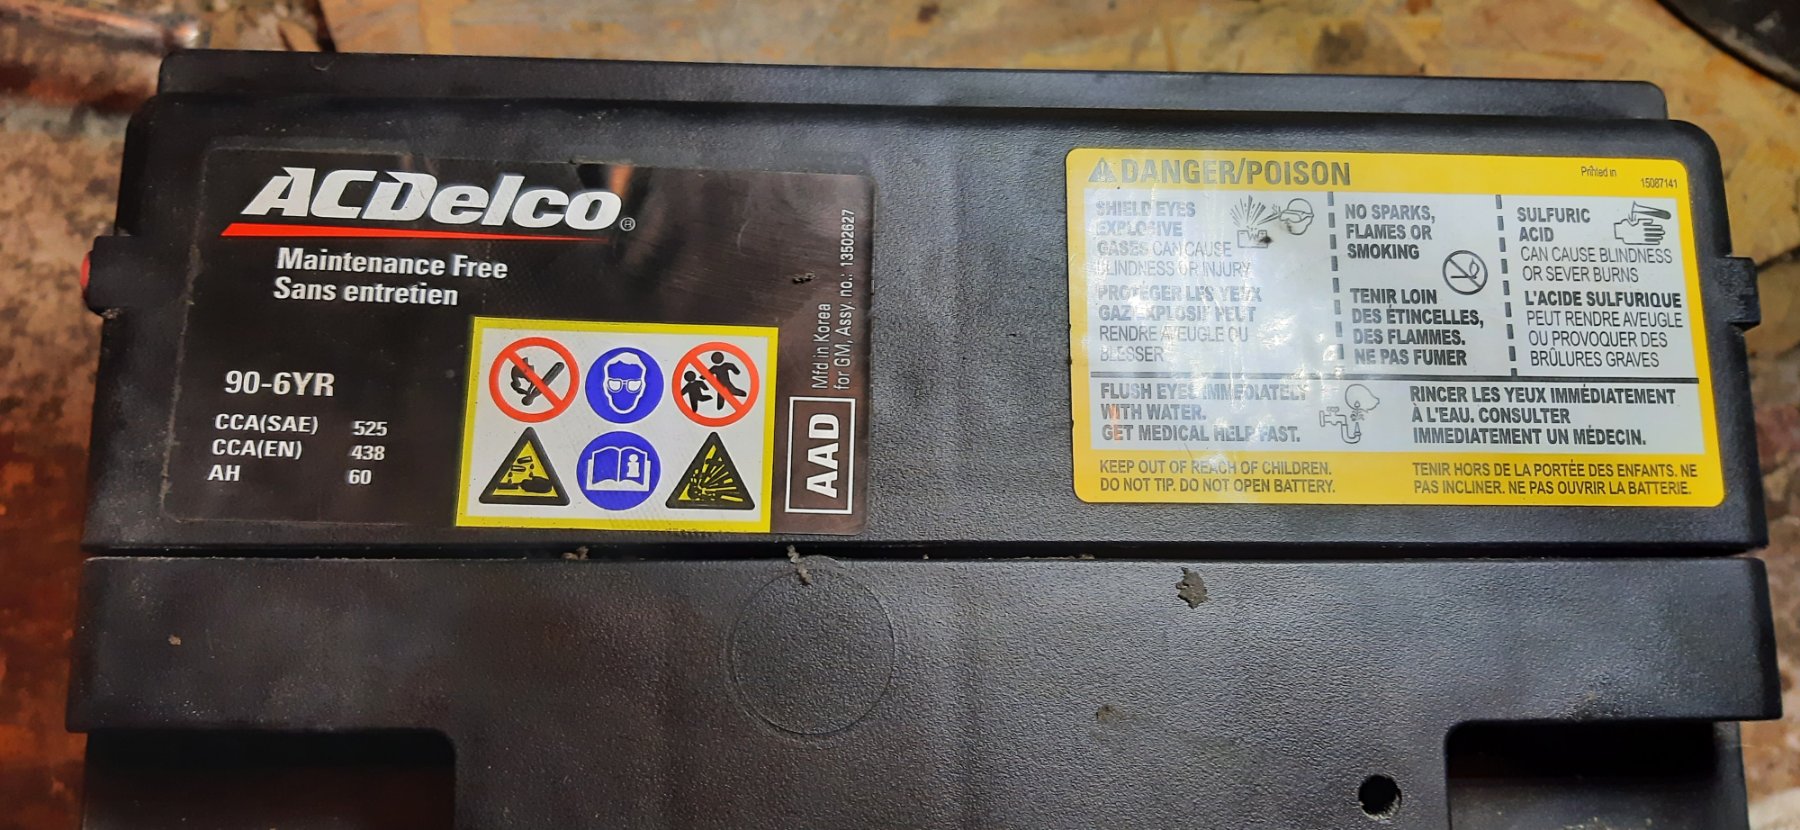 ACDelco®
Maintenance Free
Sans entretien
90-6YR
CCA(SAE) 525
CCA(EN) 438
AH 60
AAD
Mfd in Korea
for GM, Assy. no.: 13502627
DANGER/POISON
Printed in
15087141
SHIELD EYES
EXPLOSIVE
GASES CAN CAUSE
BLINDNESS OR INJURY
PROTÉGER LES YEUX
GAZ EXPLOSIF PEUT
RENDRE AVEUGLE OU
BLESSER
NO SPARKS,
FLAMES OR
SMOKING
TENIR LOIN
DES ÉTINCELLES,
DES FLAMMES.
NE PAS FUMER
SULFURIC
ACID
CAN CAUSE BLINDNESS
OR SEVER BURNS
L'ACIDE SULFURIQUE
PEUT RENDRE AVEUGLE
OU PROVOQUER DES
BRÛLURES GRAVES
FLUSH EYES IMMEDIATELY
WITH WATER.
GET MEDICAL HELP FAST.
RINCER LES YEUX IMMÉDIATEMENT
À L'EAU. CONSULTER
IMMEDIATEMENT UN MÉDECIN.
KEEP OUT OF REACH OF CHILDREN.
DO NOT TIP. DO NOT OPEN BATTERY.
TENIR HORS DE LA PORTÉE DES ENFANTS. NE
PAS INCLINER. NE PAS OUVRIR LA BATTERIE.